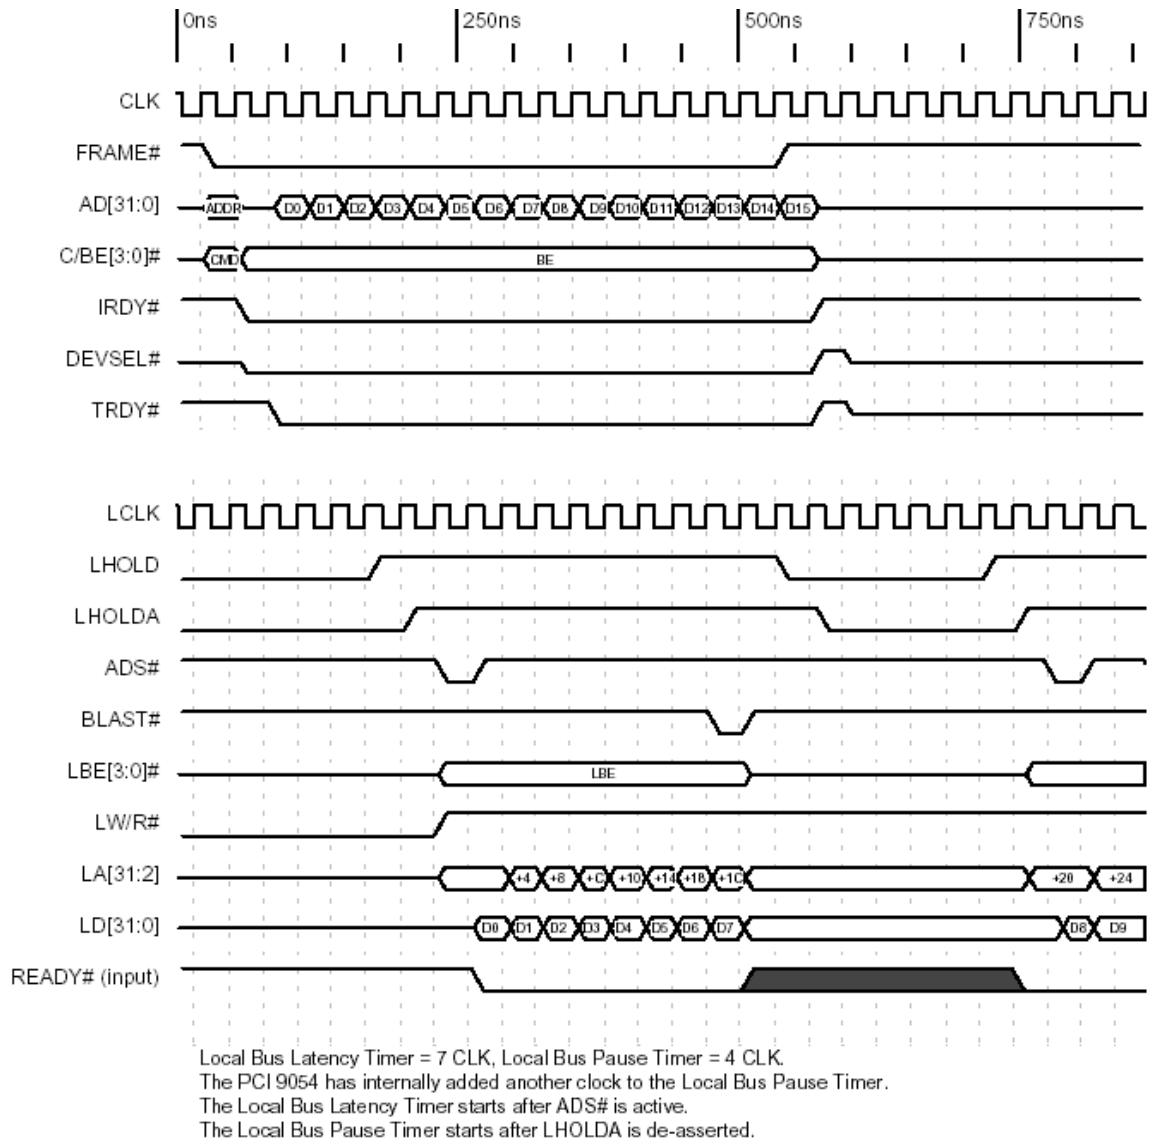 0ns 250ns 500ns 750ns
CLK
FRAME#
AD[31:0] ADDR D0 D1 D2 D3 D4 D5 D6 D7 D8 D9 D10 D11 D12 D13 D14 D15
C/BE[3:0]# CMD BE
IRDY#
DEVSEL#
TRDY#
LCLK
LHOLD
LHOLDA
ADS#
BLAST#
LBE[3:0]# LBE
LW/R#
LA[31:2] +4 +8 +C +10 +14 +18 +1C +20 +24
LD[31:0] D0 D1 D2 D3 D4 D5 D6 D7 D8 D9
READY# (input)
Local Bus Latency Timer = 7 CLK, Local Bus Pause Timer = 4 CLK.
The PCI 9054 has internally added another clock to the Local Bus Pause Timer.
The Local Bus Latency Timer starts after ADS# is active.
The Local Bus Pause Timer starts after LHOLDA is de-asserted.